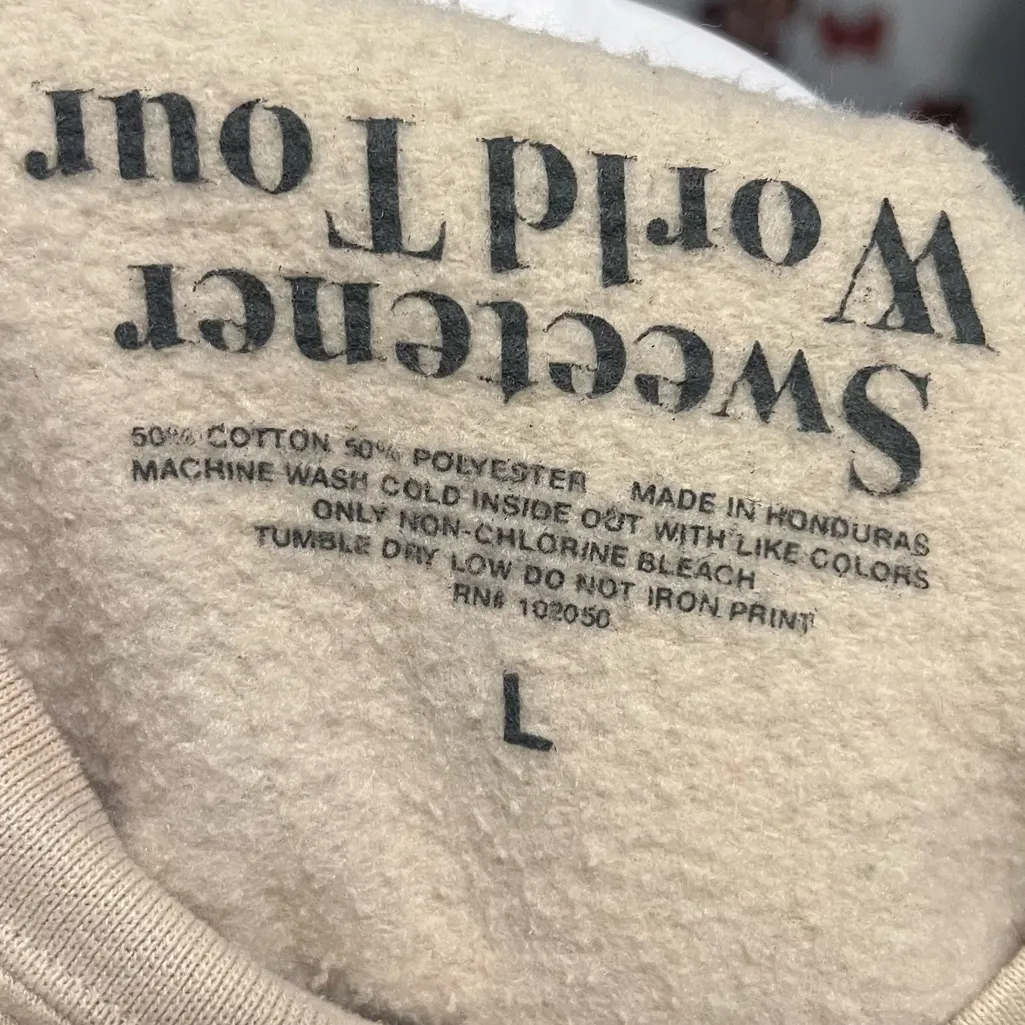 Sweetener
World Tour
50% COTTON 50% POLYESTER MADE IN HONDURAS
MACHINE WASH COLD INSIDE OUT WITH LIKE COLORS
ONLY NON-CHLORINE BLEACH
TUMBLE DRY LOW DO NOT IRON PRINT
RN# 102050
L